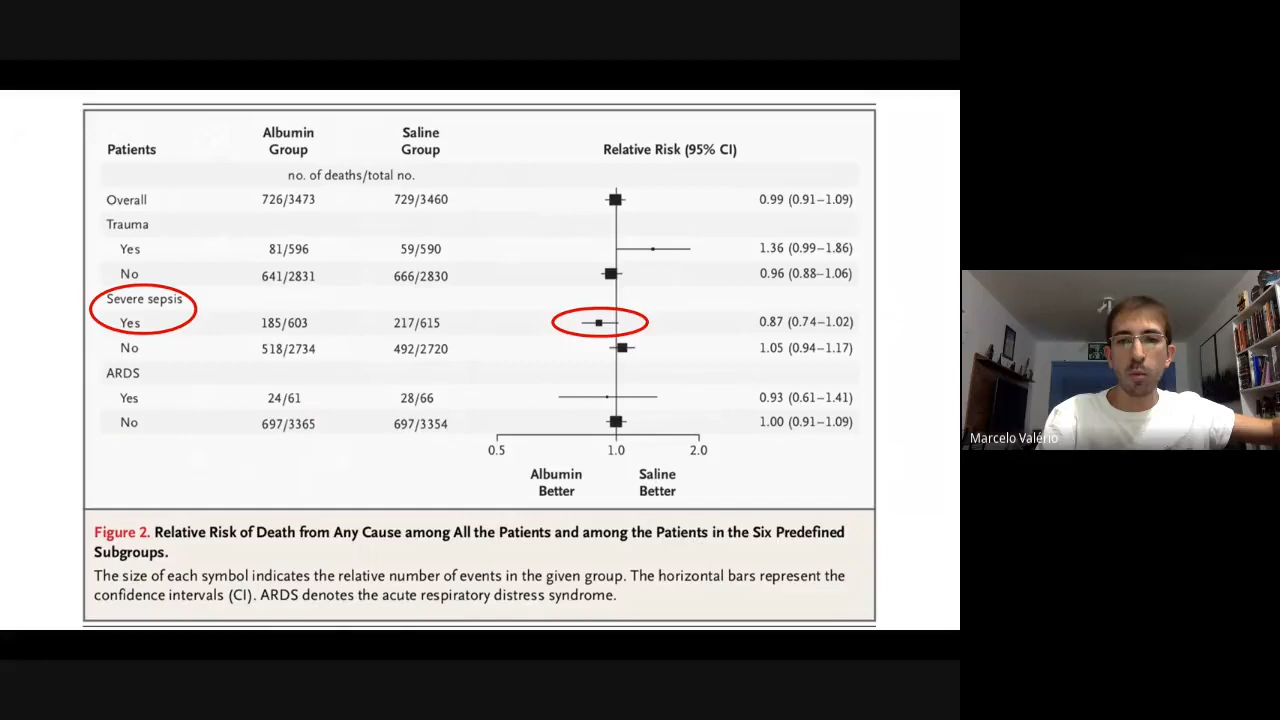 Patients Albumin Group Saline Group Relative Risk (95% CI)
no. of deaths/total no.
Overall 726/3473 729/3460 0.99 (0.91–1.09)
Trauma
Yes 81/596 59/590 1.36 (0.99–1.86)
No 641/2831 666/2830 0.96 (0.88–1.06)
Severe sepsis
Yes 185/603 217/615 0.87 (0.74–1.02)
No 518/2734 492/2720 1.05 (0.94–1.17)
ARDS
Yes 24/61 28/66 0.93 (0.61–1.41)
No 697/3365 697/3354 1.00 (0.91–1.09)
0.5 1.0 2.0
Albumin Better Saline Better
Figure 2. Relative Risk of Death from Any Cause among All the Patients and among the Patients in the Six Predefined
Subgroups.
The size of each symbol indicates the relative number of events in the given group. The horizontal bars represent the
confidence intervals (CI). ARDS denotes the acute respiratory distress syndrome.
Marcelo Valério